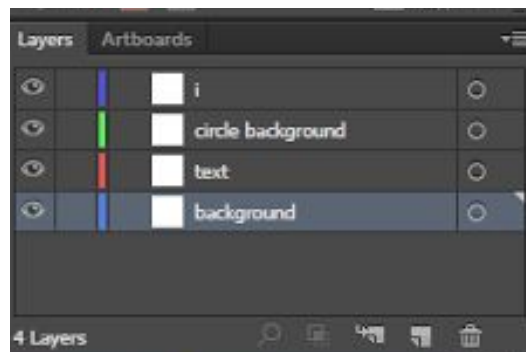 Layers Artboards
i
circle background
text
background
4 Layers